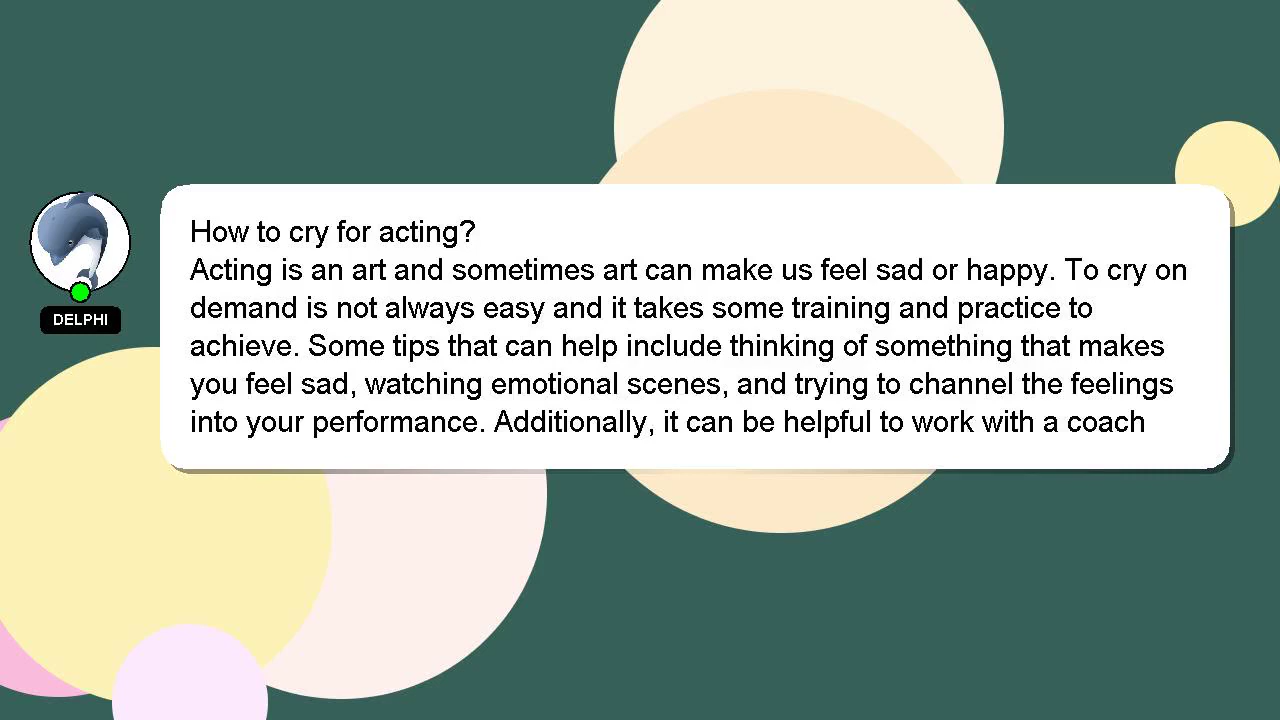 How to cry for acting?
Acting is an art and sometimes art can make us feel sad or happy. To cry on
demand is not always easy and it takes some training and practice to
achieve. Some tips that can help include thinking of something that makes
you feel sad, watching emotional scenes, and trying to channel the feelings
into your performance. Additionally, it can be helpful to work with a coach
DELPHI